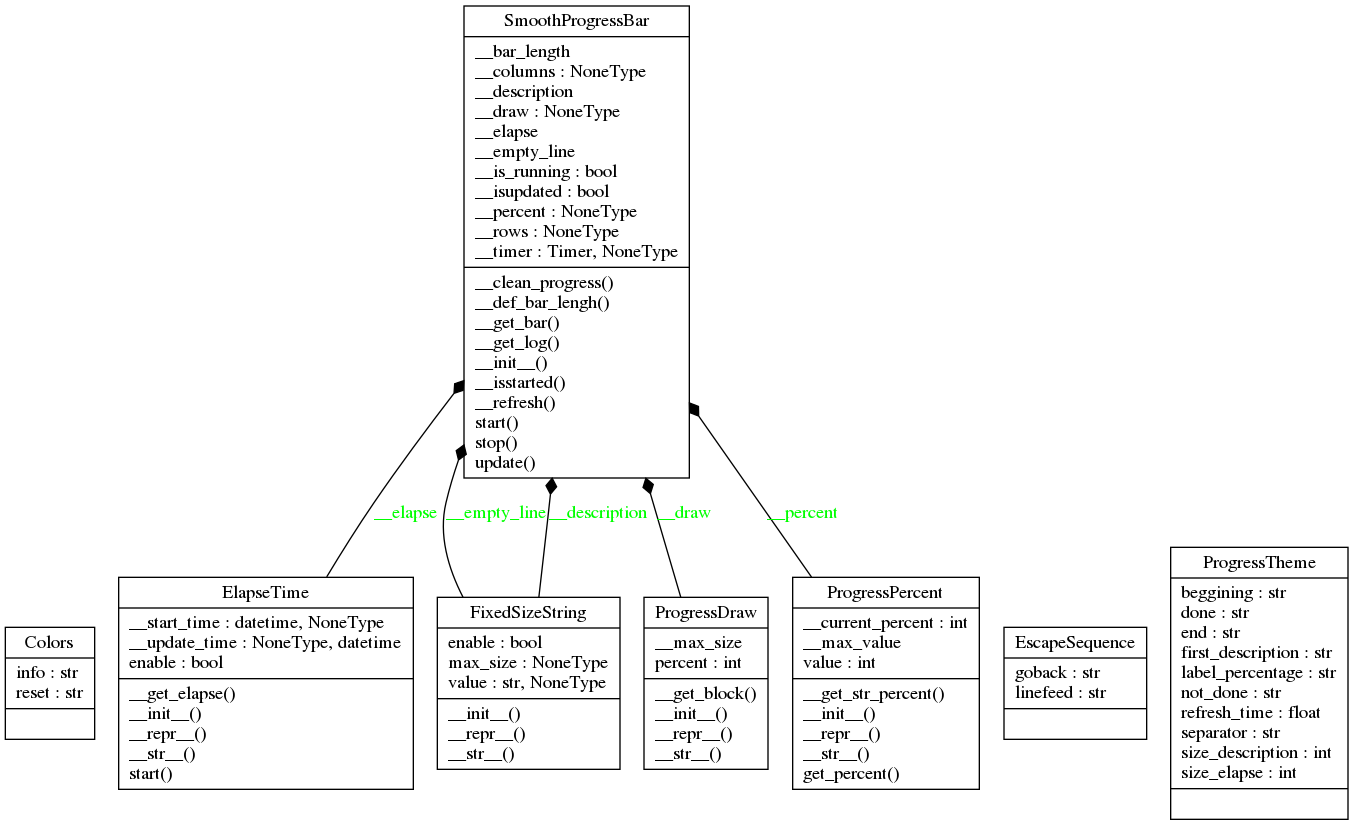 SmoothProgressBar
__bar_length
__columns : NoneType
__description
__draw : NoneType
__elapse
__empty_line
__is_running : bool
__isupdated : bool
__percent : NoneType
__rows : NoneType
__timer : Timer, NoneType
__clean_progress()
__def_bar_lengh()
__get_bar()
__get_log()
__init__()
__isstarted()
__refresh()
start()
stop()
update()
__elapse
__empty_line
__description
__draw
__percent
Colors
info : str
reset : str
ElapseTime
__start_time : datetime, NoneType
__update_time : NoneType, datetime
enable : bool
__get_elapse()
__init__()
__repr__()
__str__()
start()
FixedSizeString
enable : bool
max_size : NoneType
value : str, NoneType
__init__()
__repr__()
__str__()
ProgressDraw
__max_size
percent : int
__get_block()
__init__()
__repr__()
__str__()
ProgressPercent
__current_percent : int
__max_value
value : int
__get_str_percent()
__init__()
__repr__()
__str__()
get_percent()
EscapeSequence
goback : str
linefeed : str
ProgressTheme
beggining : str
done : str
end : str
first_description : str
label_percentage : str
not_done : str
refresh_time : float
separator : str
size_description : int
size_elapse : int